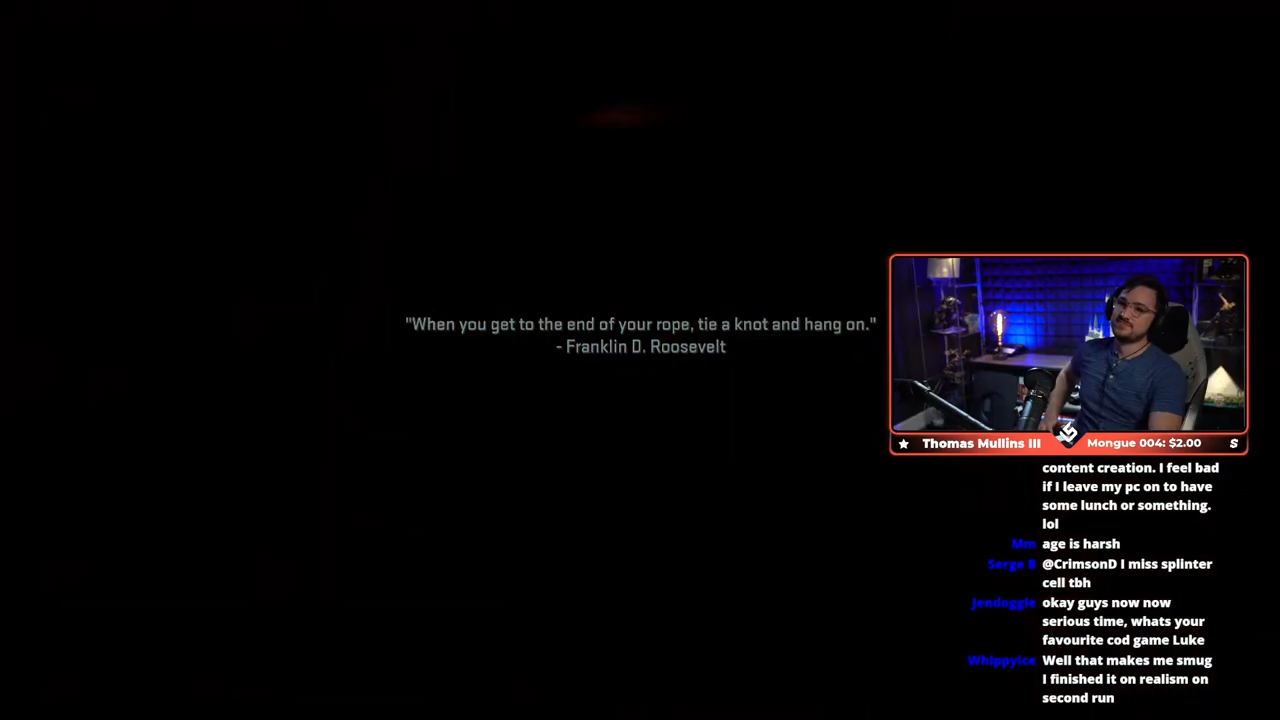 "When you get to the end of your rope, tie a knot and hang on."
- Franklin D. Roosevelt
Thomas Mullins III
Mongue 004: $2.00
content creation. I feel bad
if I leave my pc on to have
some lunch or something.
lol
Mm age is harsh
Serge B @CrimsonD I miss splinter
cell tbh
Jendoggle okay guys now now
serious time, whats your
favourite cod game Luke
WhippyIce Well that makes me smug
I finished it on realism on
second run